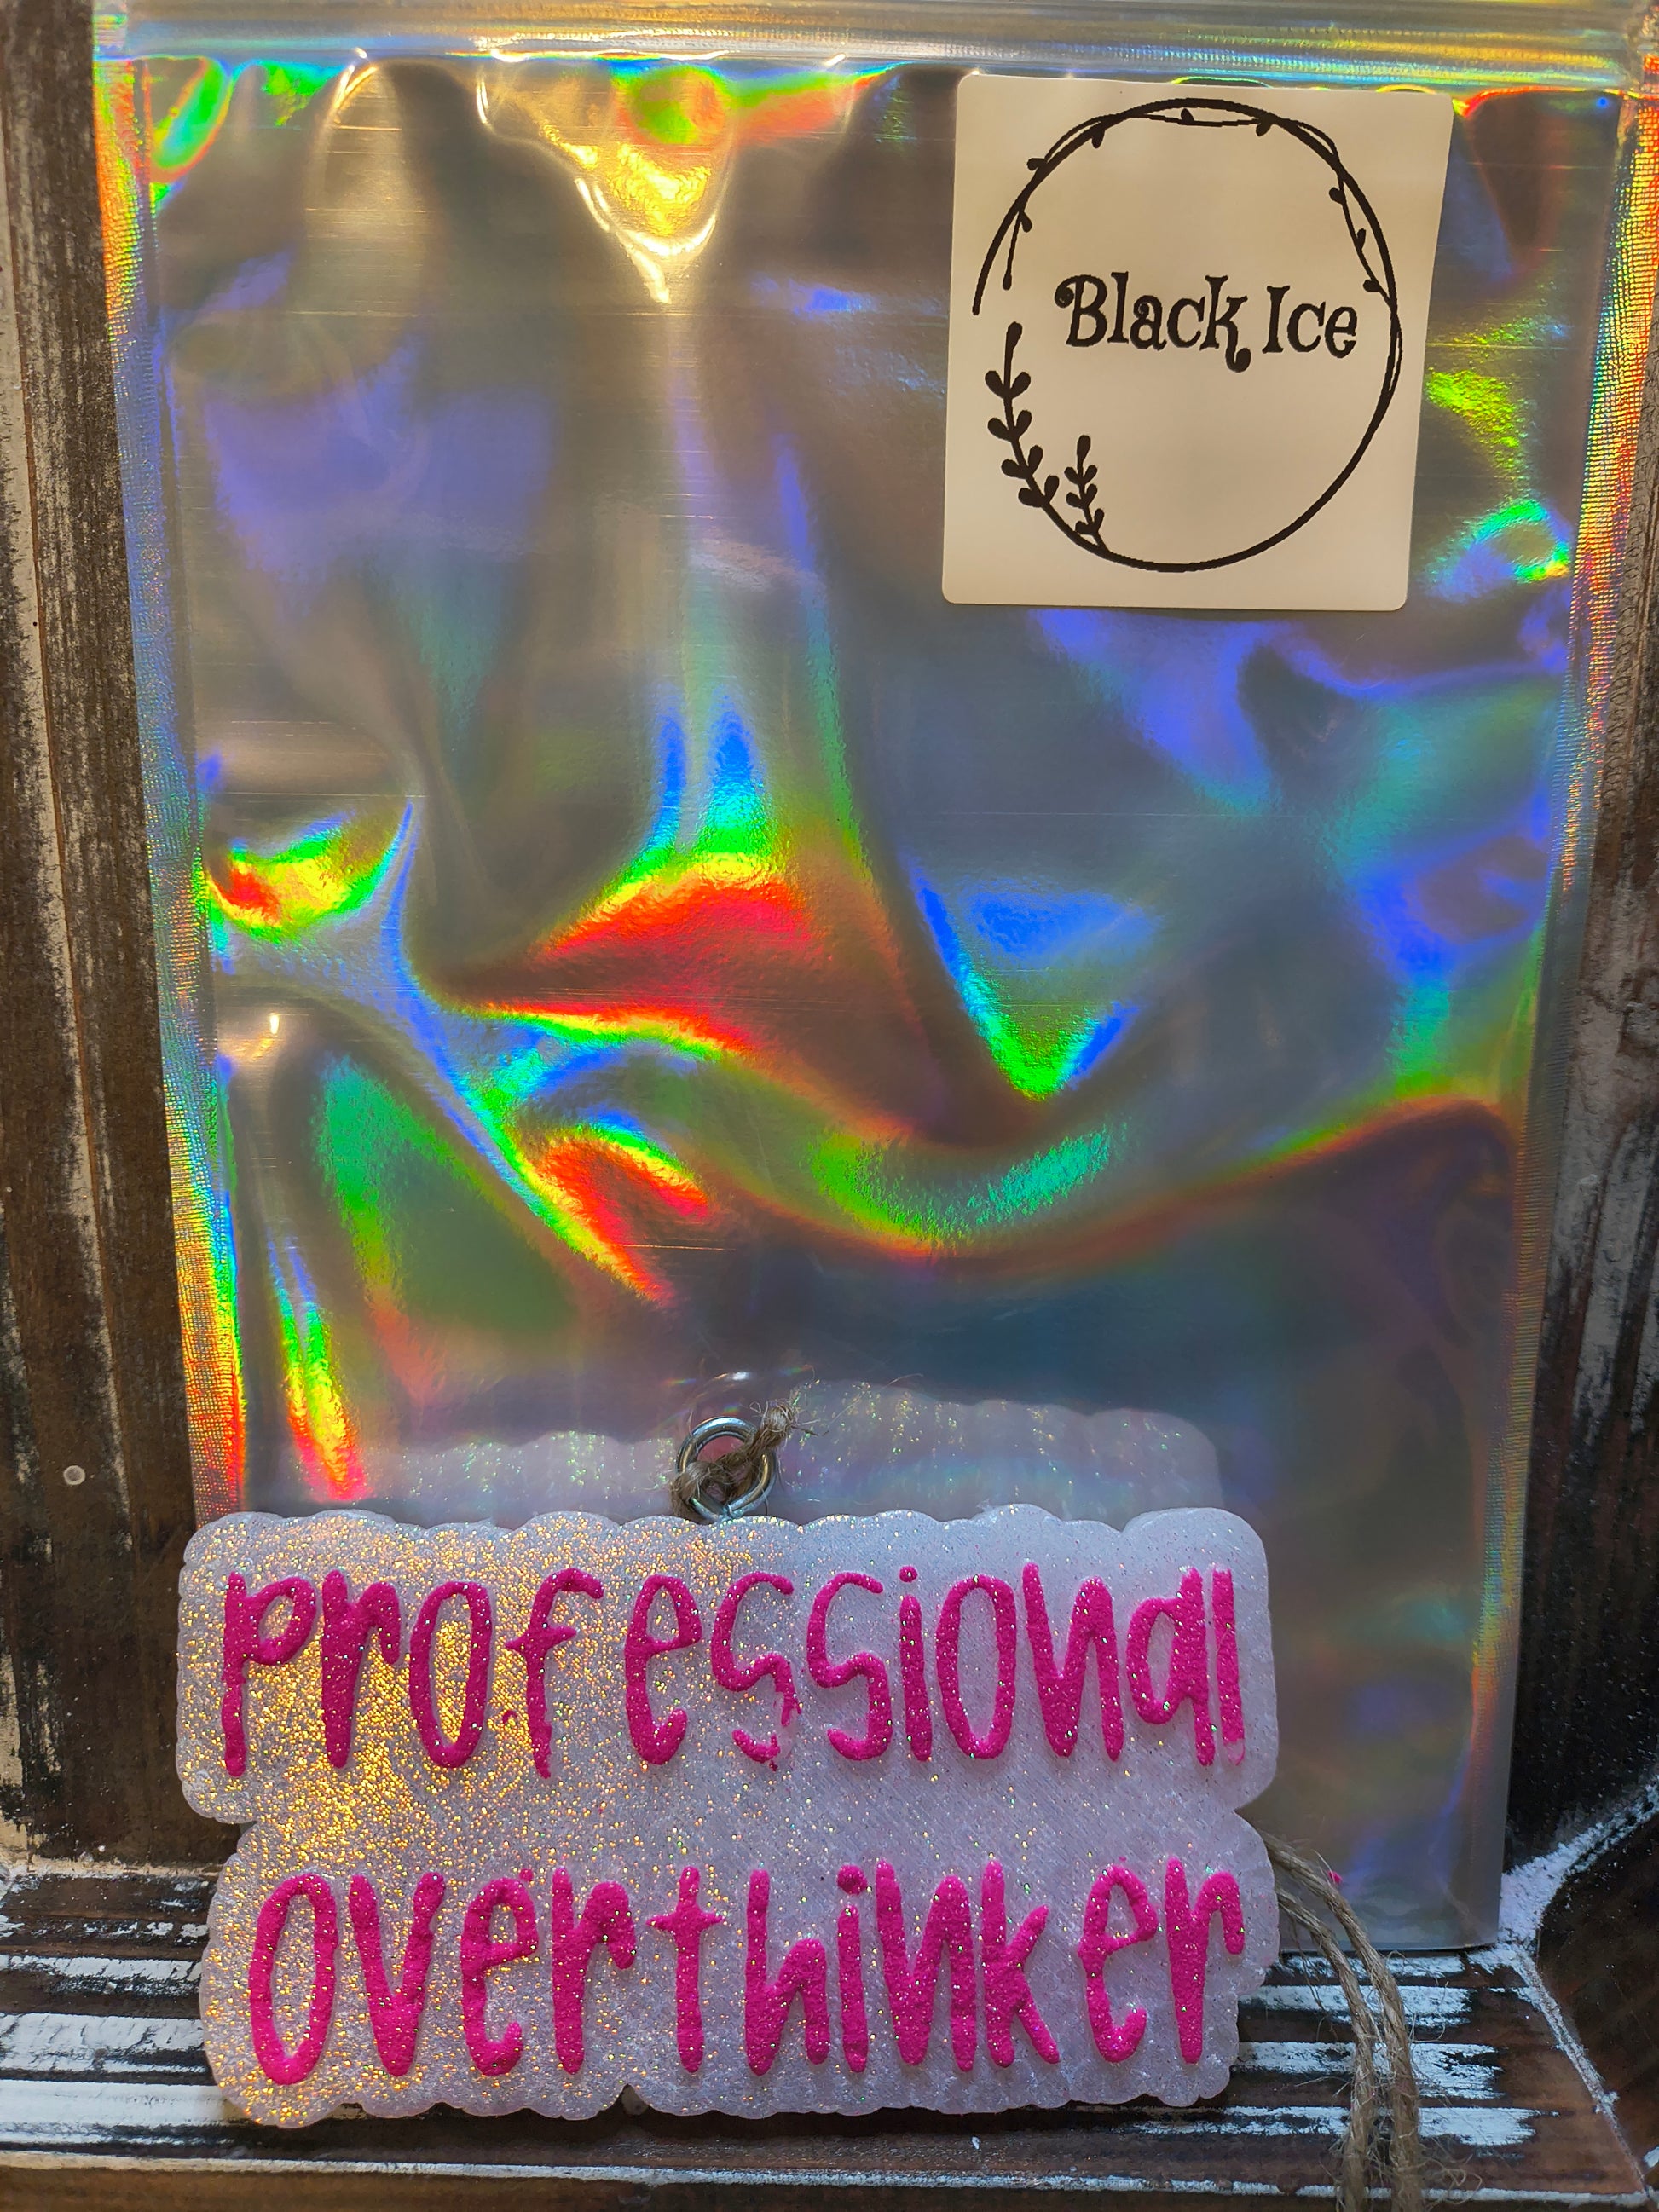 Black Ice
professional
overthinker